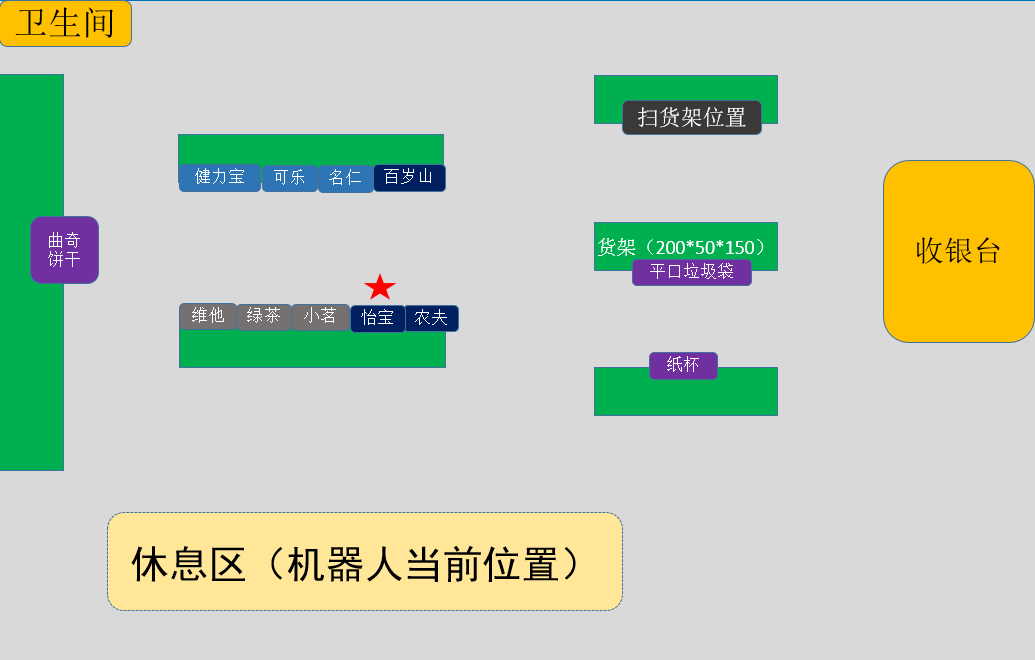 卫生间
扫货架位置
健力宝
可乐
名仁
百岁山
曲奇
饼干
货架（200*50*150）
平口垃圾袋
收银台
维他
绿茶
小茗
怡宝
农夫
纸杯
休息区（机器人当前位置）